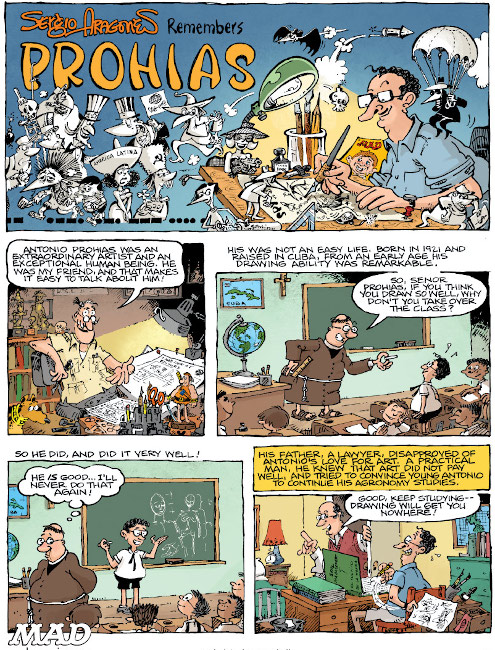 SERGIO ARAGONÉS Remembers
PROHIAS
AMERICA LATINA
MAD
ANTONIO PROHIAS WAS AN
EXTRAORDINARY ARTIST AND AN
EXCEPTIONAL HUMAN BEING. HE
WAS MY FRIEND, AND THAT MAKES
IT EASY TO TALK ABOUT HIM!
HIS WAS NOT AN EASY LIFE. BORN IN 1921 AND
RAISED IN CUBA, FROM AN EARLY AGE HIS
DRAWING ABILITY WAS REMARKABLE.
CUBA
SO, SEÑOR
PROHIAS, IF YOU THINK
YOU DRAW SO WELL, WHY
DON'T YOU TAKE OVER
THE CLASS?
SO HE DID, AND DID IT VERY WELL!
HE IS GOOD... I'LL
NEVER DO THAT
AGAIN!
HIS FATHER, A LAWYER, DISAPPROVED OF
ANTONIO'S LOVE FOR ART. A PRACTICAL
MAN, HE KNEW THAT ART DID NOT PAY
WELL, AND TRIED TO CONVINCE YOUNG ANTONIO
TO CONTINUE HIS AGRONOMY STUDIES.
GOOD, KEEP STUDYING--
DRAWING WILL GET YOU
NOWHERE!
MAD